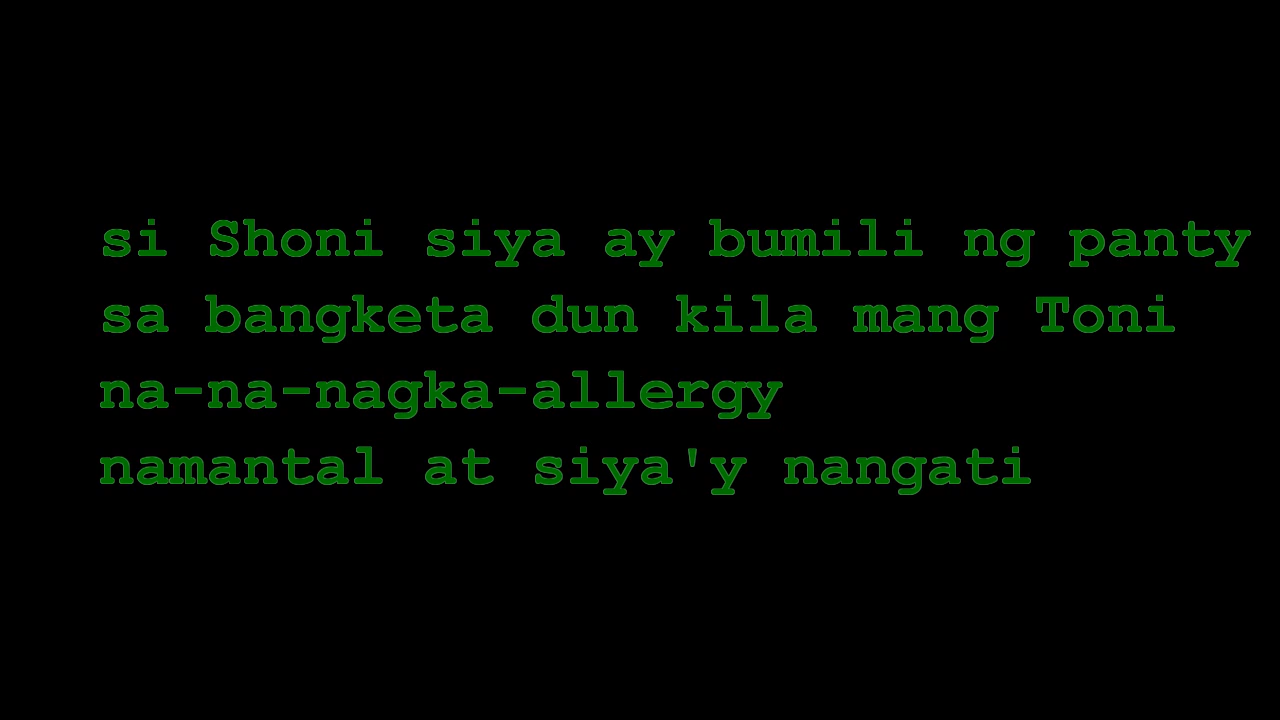 si Shoni siya ay bumili ng panty
sa bangketa dun kila mang Toni
na-na-nagka-allergy
namantal at siya'y nangati